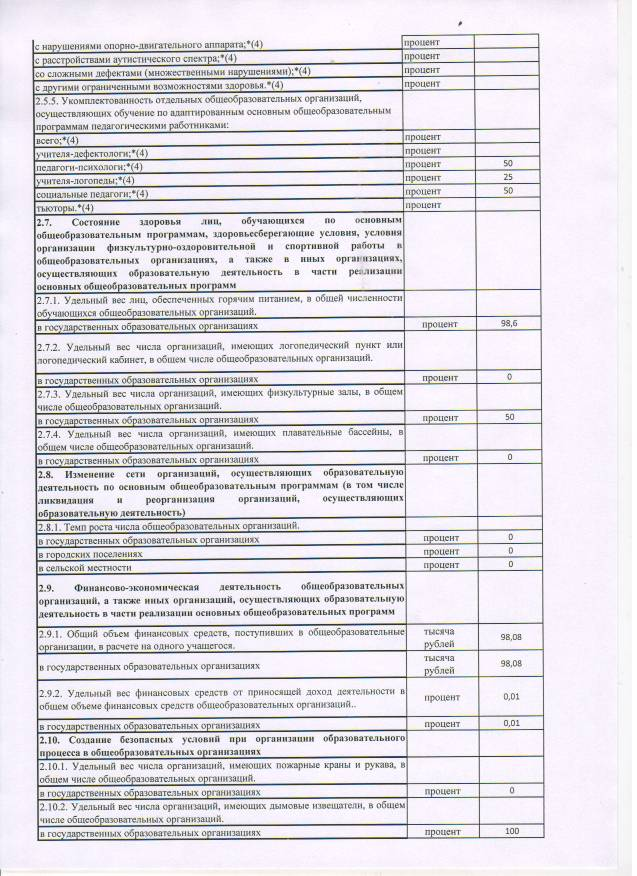 с нарушениями опорно-двигательного аппарата;*(4) процент
с расстройствами аутистического спектра;*(4) процент
со сложными дефектами (множественными нарушениями);*(4) процент
с другими ограниченными возможностями здоровья.*(4) процент
2.5.5. Укомплектованность отдельных общеобразовательных организаций,
осуществляющих обучение по адаптированным основным общеобразовательным
программам педагогическими работниками:
всего;*(4) процент
учителя-дефектологи;*(4) процент
педагоги-психологи;*(4) процент 50
учителя-логопеды;*(4) процент 25
социальные педагоги;*(4) процент 50
тьюторы.*(4) процент
2.7. Состояние здоровья лиц, обучающихся по основным
общеобразовательным программам, здоровьесберегающие условия, условия
организации физкультурно-оздоровительной и спортивной работы в
общеобразовательных организациях, а также в иных организациях,
осуществляющих образовательную деятельность в части реализации
основных общеобразовательных программ
2.7.1. Удельный вес лиц, обеспеченных горячим питанием, в общей численности
обучающихся общеобразовательных организаций.
в государственных образовательных организациях процент 98,6
2.7.2. Удельный вес числа организаций, имеющих логопедический пункт или
логопедический кабинет, в общем числе общеобразовательных организаций.
в государственных образовательных организациях процент 0
2.7.3. Удельный вес числа организаций, имеющих физкультурные залы, в общем
числе общеобразовательных организаций.
в государственных образовательных организациях процент 50
2.7.4. Удельный вес числа организаций, имеющих плавательные бассейны, в
общем числе общеобразовательных организаций.
в государственных образовательных организациях процент 0
2.8. Изменение сети организаций, осуществляющих образовательную
деятельность по основным общеобразовательным программам (в том числе
ликвидация и реорганизация организаций, осуществляющих
образовательную деятельность)
2.8.1. Темп роста числа общеобразовательных организаций.
в государственных образовательных организациях процент 0
в городских поселениях процент 0
в сельской местности процент 0
2.9. Финансово-экономическая деятельность общеобразовательных
организаций, а также иных организаций, осуществляющих образовательную
деятельность в части реализации основных общеобразовательных программ
2.9.1. Общий объем финансовых средств, поступивших в общеобразовательные
организации, в расчете на одного учащегося.
тысяча
рублей
98,08
в государственных образовательных организациях
тысяча
рублей
98,08
2.9.2. Удельный вес финансовых средств от приносящей доход деятельности в
общем объеме финансовых средств общеобразовательных организаций..
процент 0,01
в государственных образовательных организациях процент 0,01
2.10. Создание безопасных условий при организации образовательного
процесса в общеобразовательных организациях
2.10.1. Удельный вес числа организаций, имеющих пожарные краны и рукава, в
общем числе общеобразовательных организаций.
в государственных образовательных организациях процент 0
2.10.2. Удельный вес числа организаций, имеющих дымовые извещатели, в общем
числе общеобразовательных организаций.
в государственных образовательных организациях процент 100